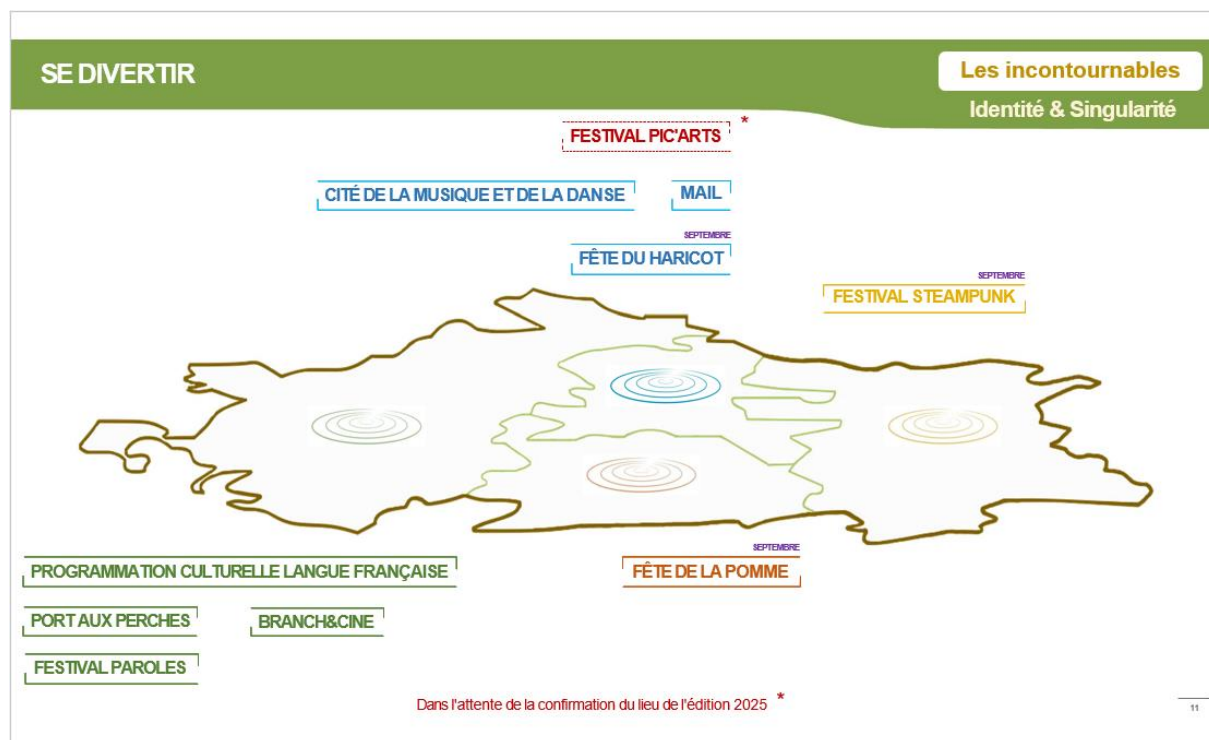 SE DIVERTIR
Les incontournables
Identité & Singularité
FESTIVAL PIC'ARTS *
CITÉ DE LA MUSIQUE ET DE LA DANSE
MAIL
SEPTEMBRE
FÊTE DU HARICOT
SEPTEMBRE
FESTIVAL STEAMPUNK
SEPTEMBRE
PROGRAMMATION CULTURELLE LANGUE FRANÇAISE
FÊTE DE LA POMME
PORT AUX PERCHES
BRANCH&CINE
FESTIVAL PAROLES
Dans l'attente de la confirmation du lieu de l'édition 2025 *
11